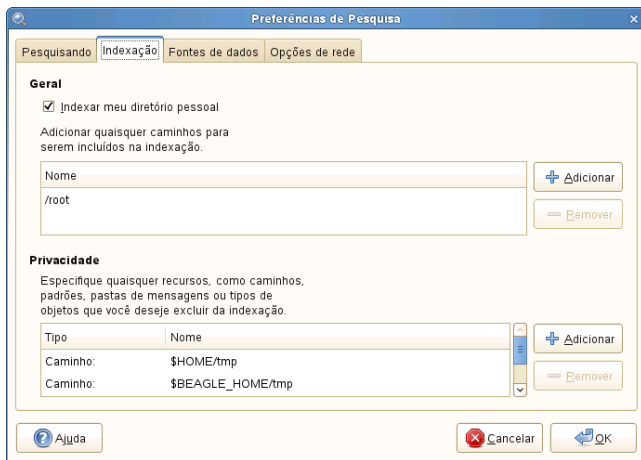 Preferências de Pesquisa
Pesquisando Indexação Fontes de dados Opções de rede
Geral
Indexar meu diretório pessoal
Adicionar quaisquer caminhos para
serem incluídos na indexação.
Nome
Adicionar
/root
Remover
Privacidade
Especifique quaisquer recursos, como caminhos,
padrões, pastas de mensagens ou tipos de
objetos que você deseje excluir da indexação.
Tipo Nome
Adicionar
Caminho: $HOME/tmp
Caminho: $BEAGLE_HOME/tmp
Remover
Ajuda Cancelar OK